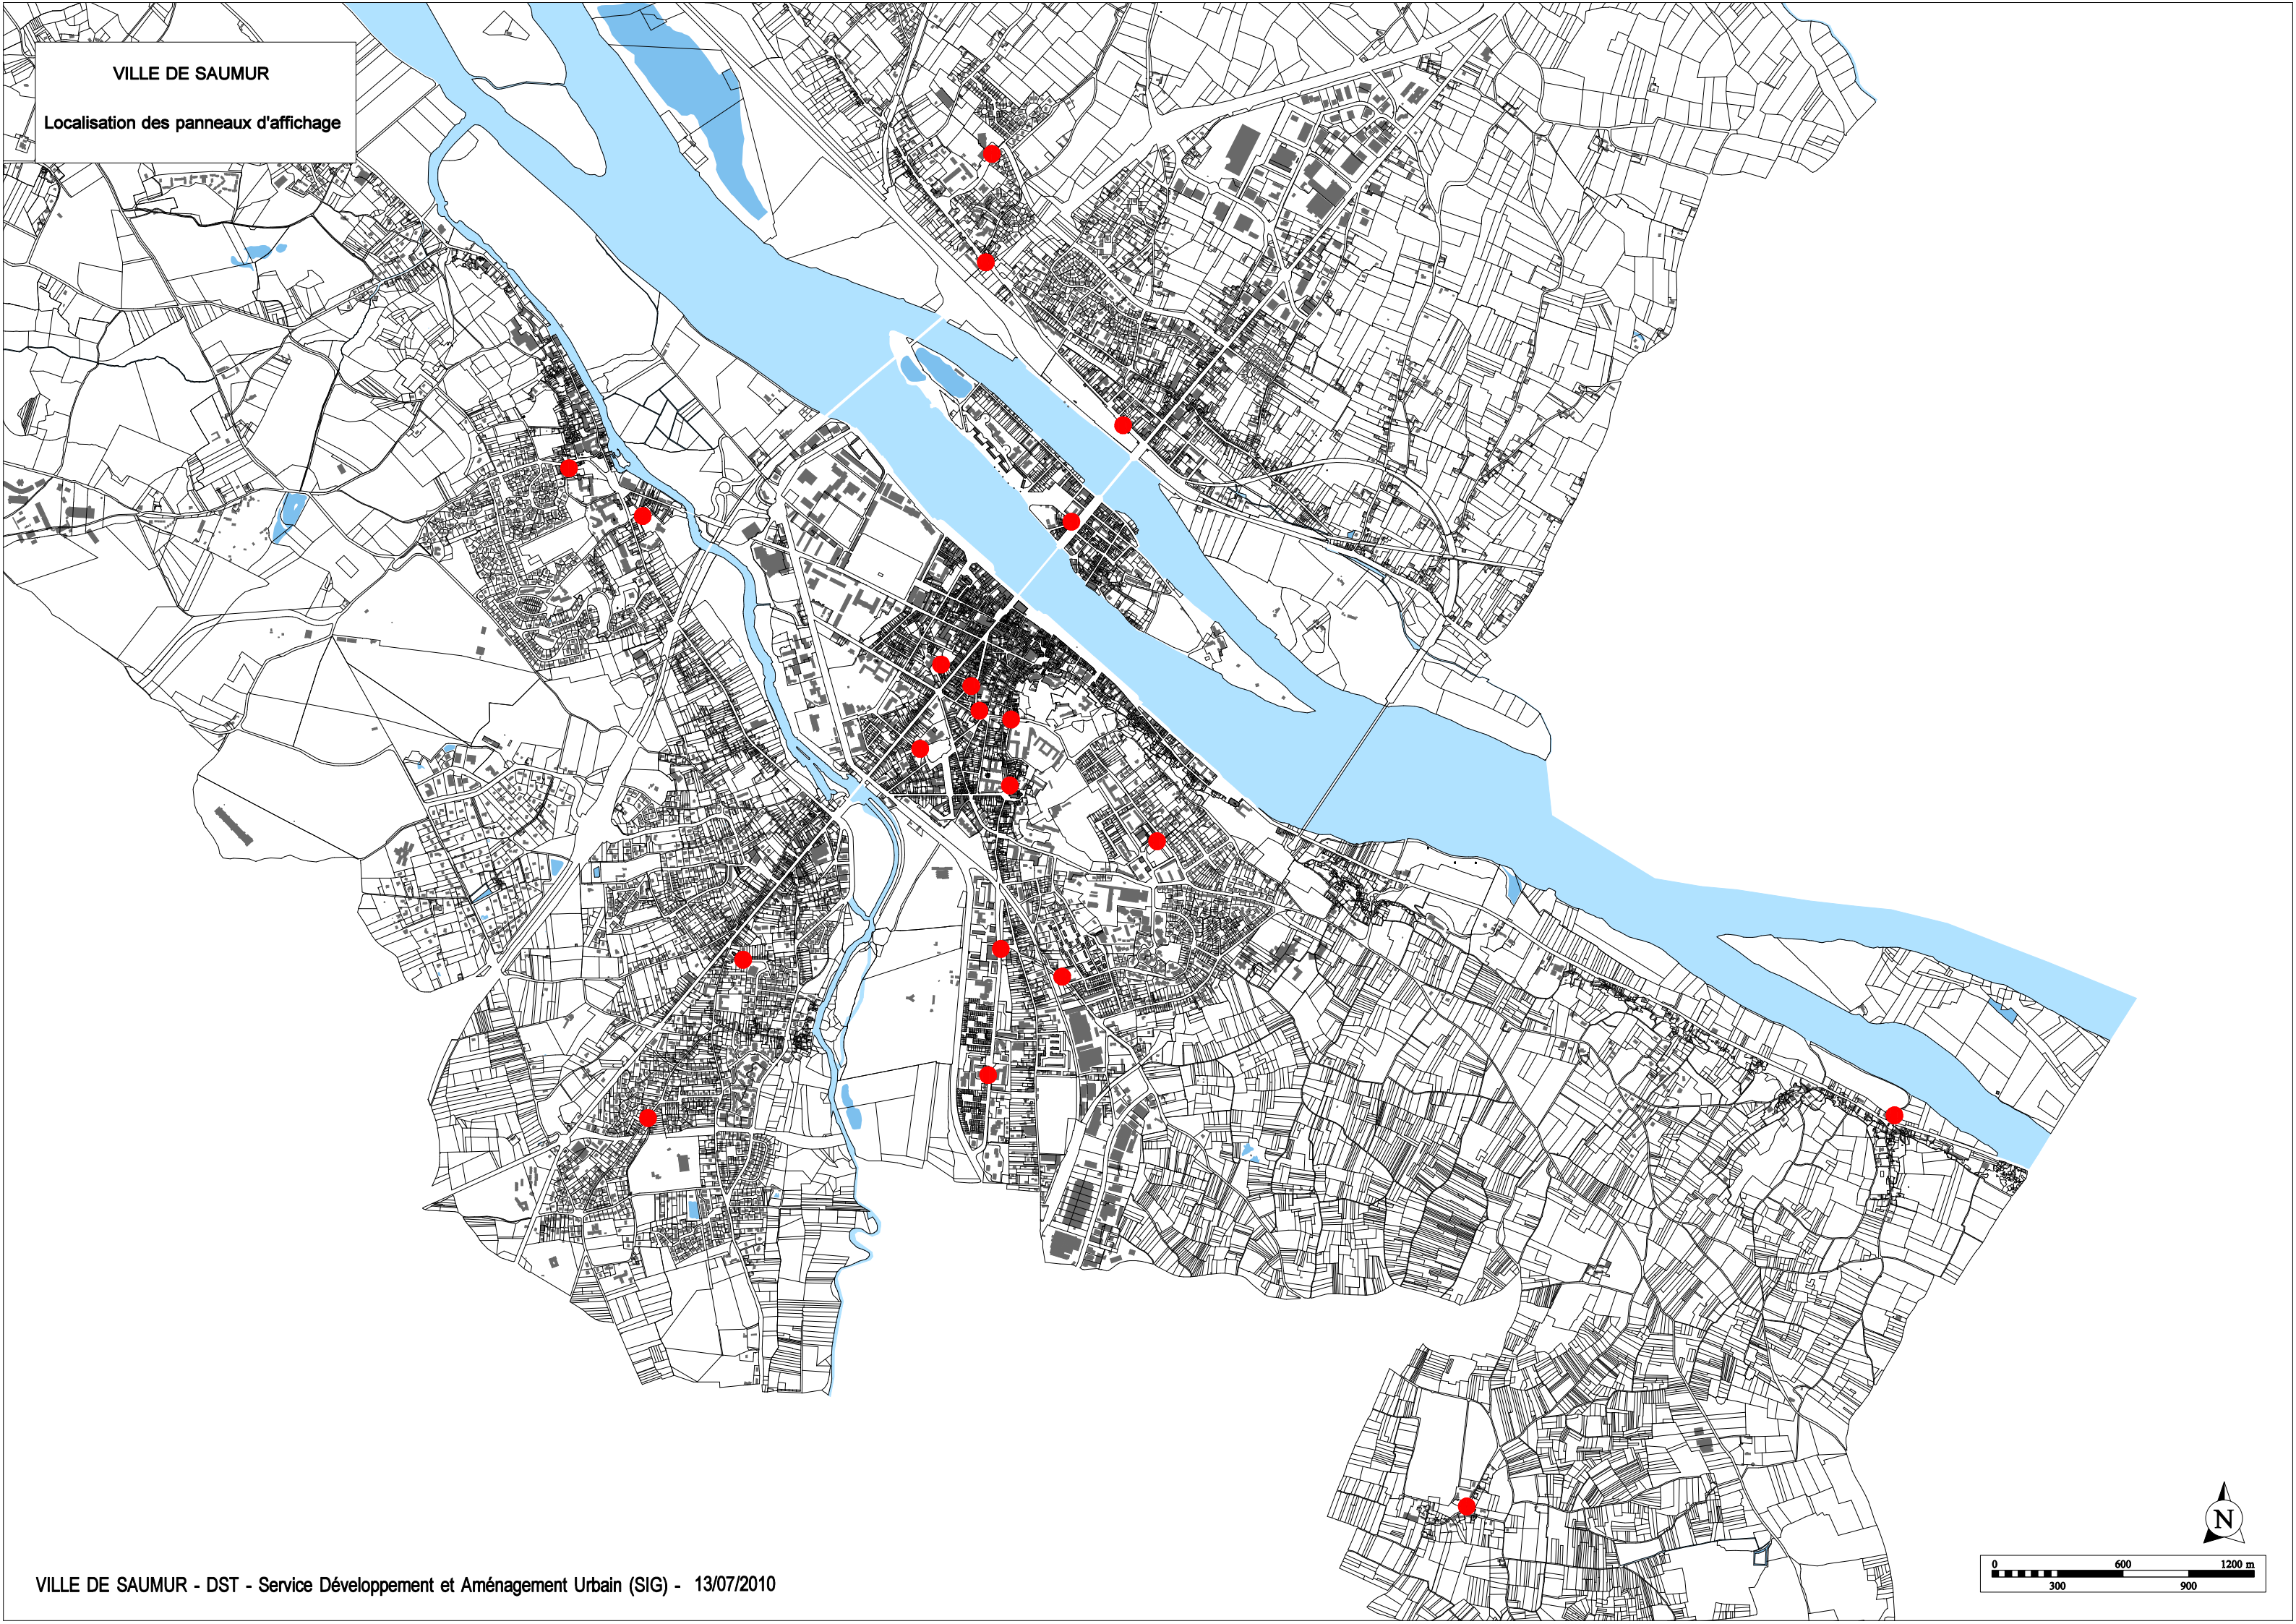 VILLE DE SAUMUR
Localisation des panneaux d'affichage
N
0 600 1200 m
300 900
VILLE DE SAUMUR - DST - Service Développement et Aménagement Urbain (SIG) - 13/07/2010